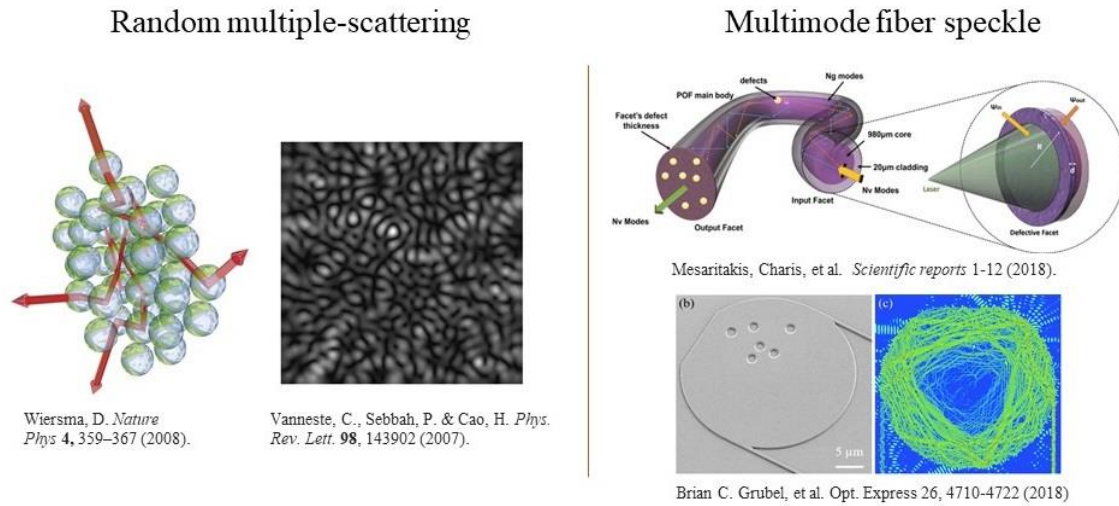 Random multiple-scattering
Wiersma, D. Nature
Phys 4, 359–367 (2008).
Vanneste, C., Sebbah, P. & Cao, H. Phys.
Rev. Lett. 98, 143902 (2007).
Multimode fiber speckle
defects
Ng modes
POF main body
Facet's defect
thickness
980μm core
20μm cladding
Nv Modes
Input Facet
Nv Modes
Output Facet
Ψin
Ψout
R
d
Laser
Defective Facet
Mesaritakis, Charis, et al. Scientific reports 1-12 (2018).
(b)
5 μm
(c)
Brian C. Grubel, et al. Opt. Express 26, 4710-4722 (2018)